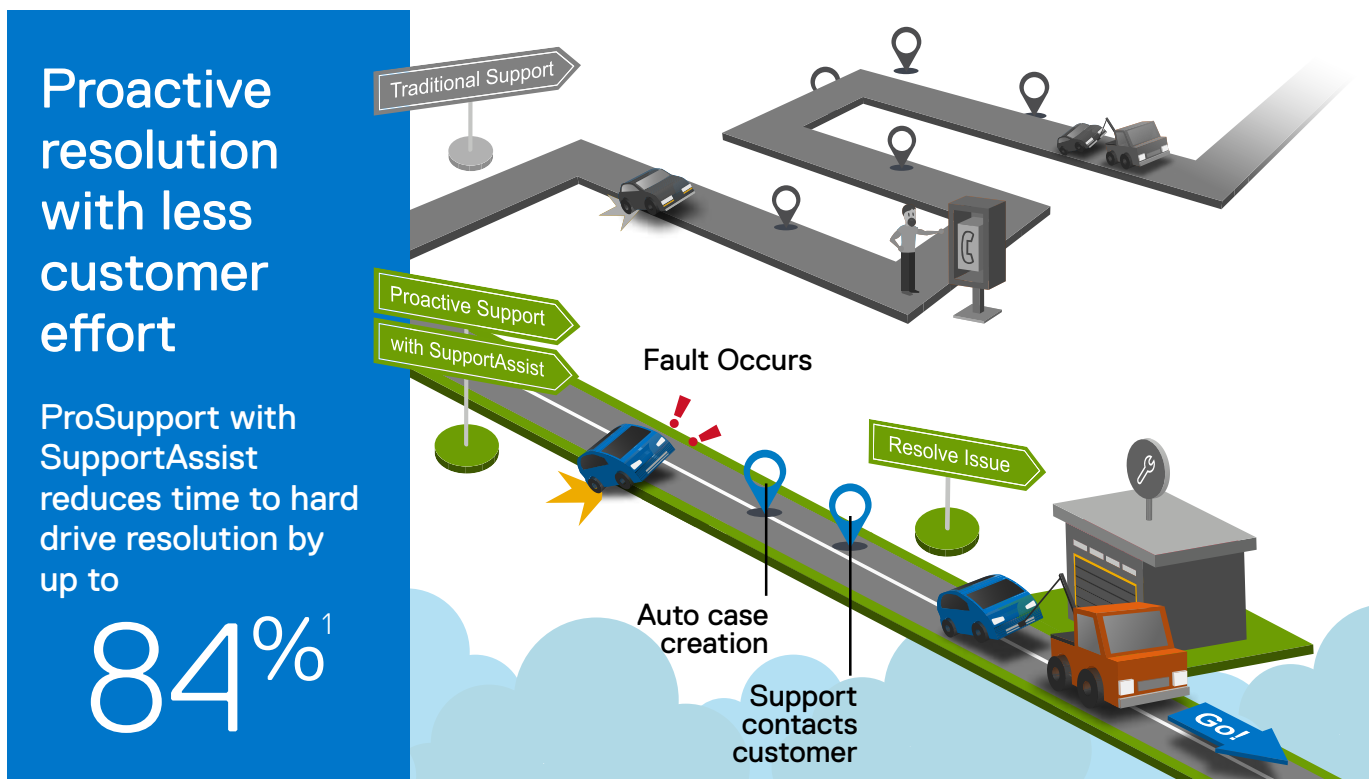 Proactive
resolution
with less
customer
effort
ProSupport with
SupportAssist
reduces time to hard
drive resolution by
up to
84%1
Traditional Support
Proactive Support
with SupportAssist
Fault Occurs
Auto case
creation
Support
contacts
customer
Resolve Issue
Go!